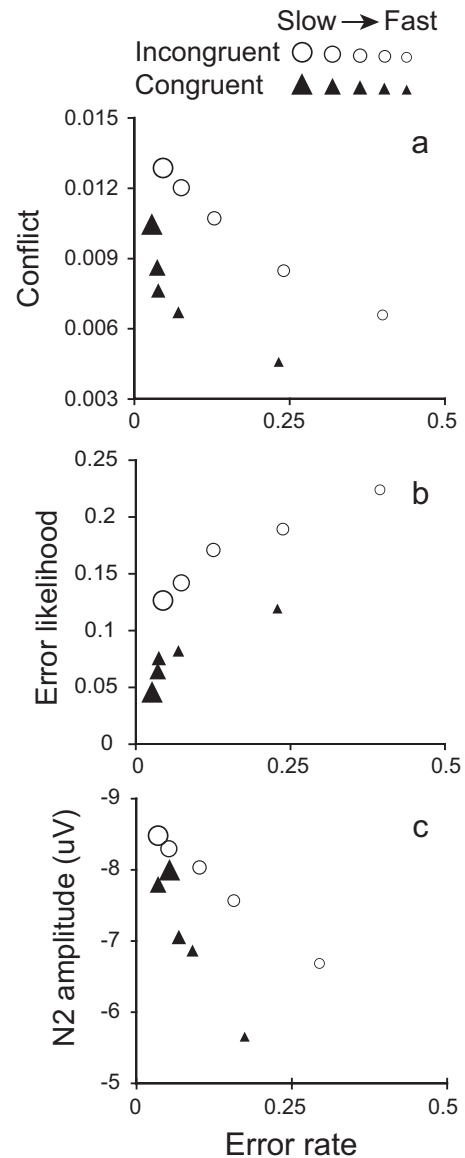 Slow → Fast
Incongruent
Congruent
a
0.015
0.012
0.009
0.006
0.003
Conflict
0 0.25 0.5
b
0.25
0.2
0.15
0.1
0.05
0
Error likelihood
0 0.25 0.5
c
-9
-8
-7
-6
-5
N2 amplitude (uV)
0 0.25 0.5
Error rate